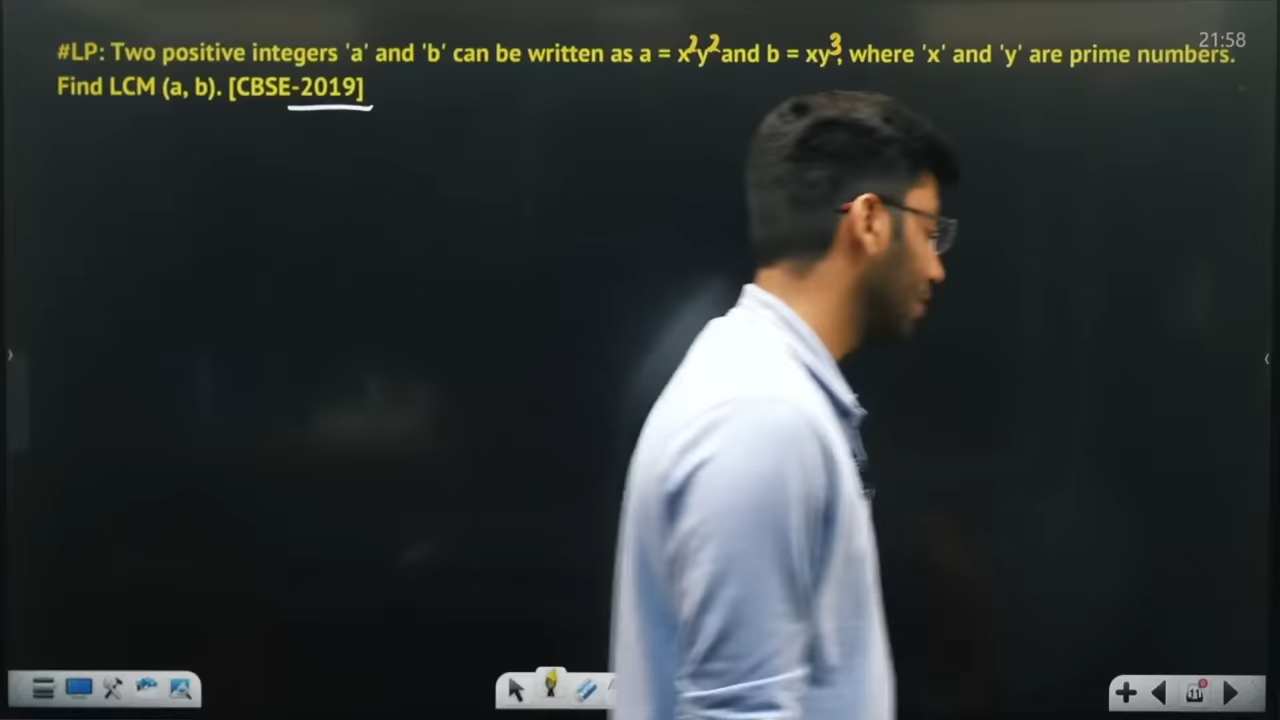 21:58
#LP: Two positive integers 'a' and 'b' can be written as a = x²y² and b = xy³, where 'x' and 'y' are prime numbers.
Find LCM (a, b). [CBSE-2019]
11